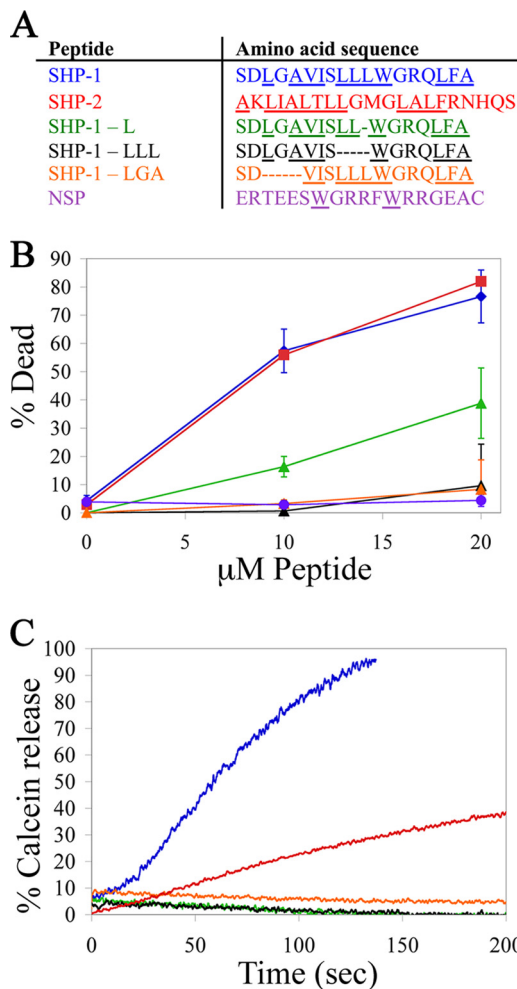 A
Peptide Amino acid sequence
SHP-1 SDLGAVISLLLWGRQLFA
SHP-2 AKLIALTLLGMGLALFRNHQS
SHP-1 – L SDLGAVISLL-WGRQLFA
SHP-1 – LLL SDLGAVIS-----WGRQLFA
SHP-1 – LGA SD------VISLLLWGRQLFA
NSP ERTEESWGRRFWRRGEAC
B
% Dead
90
80
70
60
50
40
30
20
10
0
0 5 10 15 20
μM Peptide
C
% Calcein release
100
90
80
70
60
50
40
30
20
10
0
0 50 100 150 200
Time (sec)